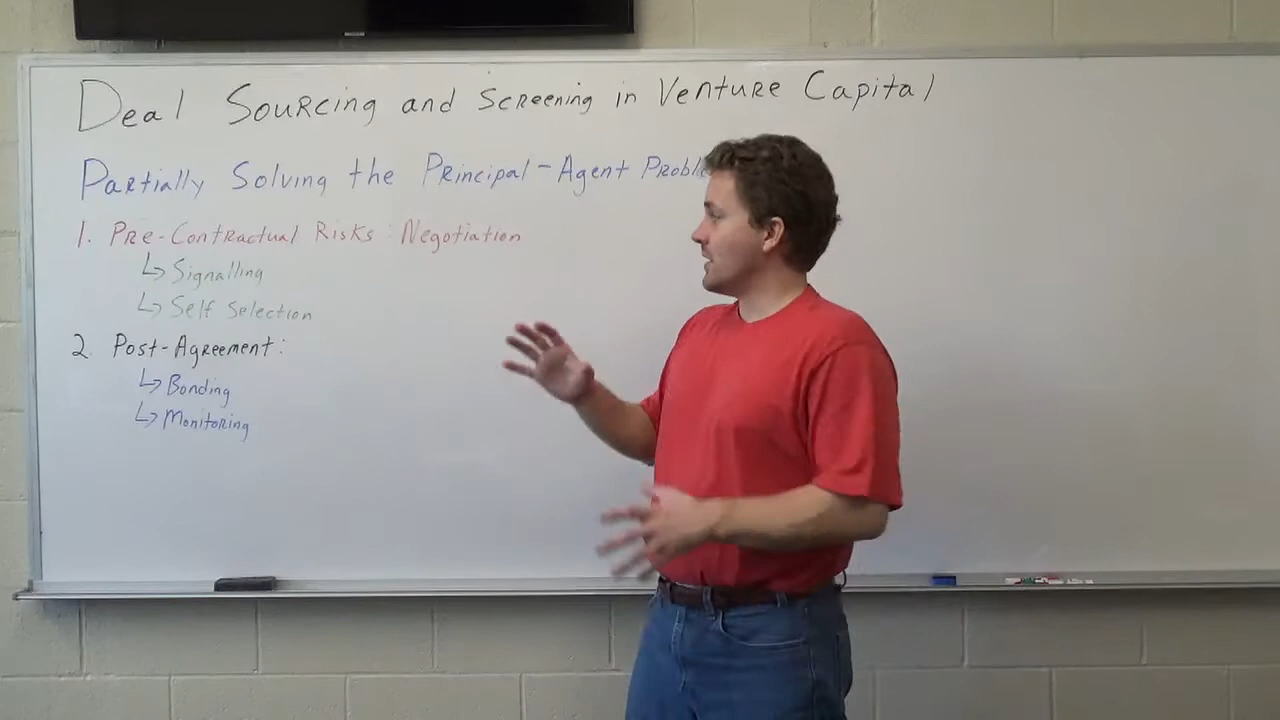 Deal Sourcing and Screening in Venture Capital
Partially Solving the Principal-Agent Proble
1. Pre-Contractual Risks: Negotiation
↳ Signalling
↳ Self Selection
2. Post-Agreement:
↳ Bonding
↳ Monitoring